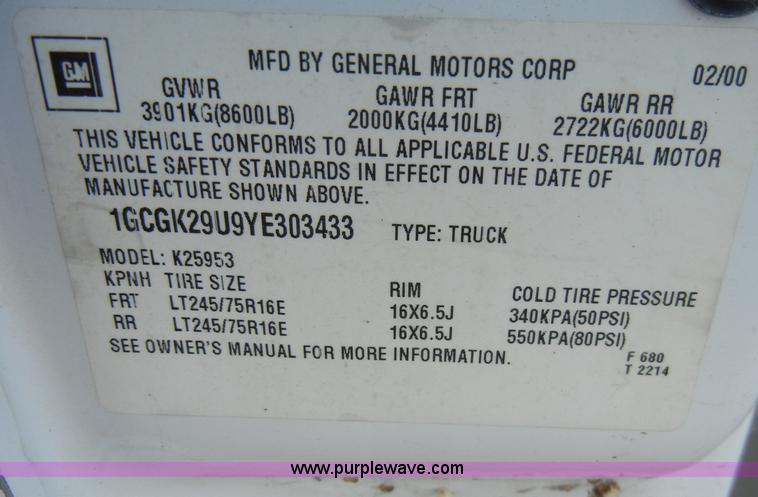 GM
MFD BY GENERAL MOTORS CORP 02/00
GVWR GAWR FRT GAWR RR
3901KG(8600LB) 2000KG(4410LB) 2722KG(6000LB)
THIS VEHICLE CONFORMS TO ALL APPLICABLE U.S. FEDERAL MOTOR
VEHICLE SAFETY STANDARDS IN EFFECT ON THE DATE OF
MANUFACTURE SHOWN ABOVE.
1GCGK29U9YE303433 TYPE: TRUCK
MODEL: K25953
KPNH TIRE SIZE RIM COLD TIRE PRESSURE
FRT LT245/75R16E 16X6.5J 340KPA(50PSI)
RR LT245/75R16E 16X6.5J 550KPA(80PSI)
SEE OWNER'S MANUAL FOR MORE INFORMATION.
F 680
T 2214
www.purplewave.com